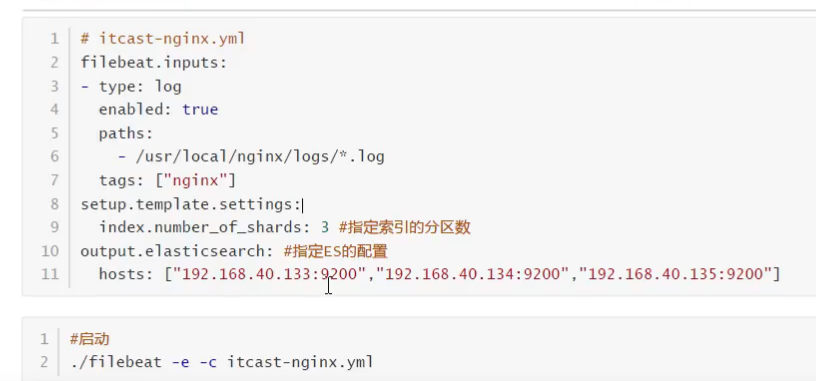 1 # itcast-nginx.yml
2 filebeat.inputs:
3 - type: log
4   enabled: true
5   paths:
6     - /usr/local/nginx/logs/*.log
7   tags: ["nginx"]
8 setup.template.settings:
9   index.number_of_shards: 3 #指定索引的分区数
10 output.elasticsearch: #指定ES的配置
11   hosts: ["192.168.40.133:9200","192.168.40.134:9200","192.168.40.135:9200"]
1 #启动
2 ./filebeat -e -c itcast-nginx.yml